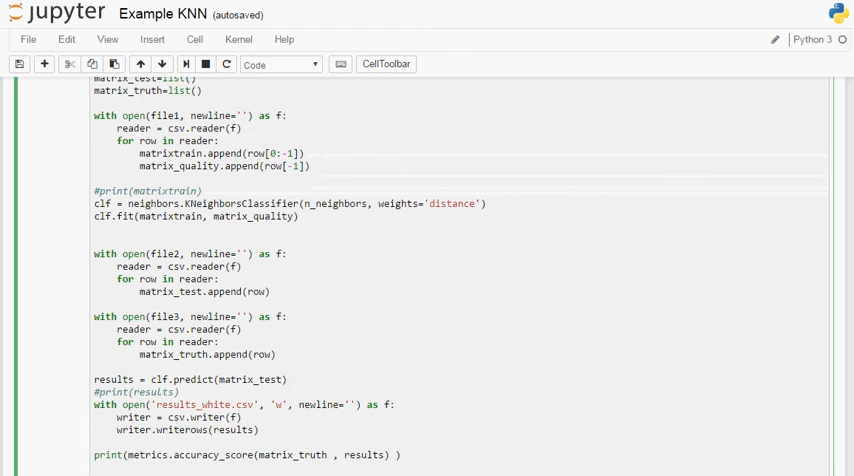 jupyter Example KNN (autosaved)
File Edit View Insert Cell Kernel Help Python 3
Code CellToolbar
matrix_test=list()
matrix_truth=list()
with open(file1, newline='') as f:
reader = csv.reader(f)
for row in reader:
matrixtrain.append(row[0:-1])
matrix_quality.append(row[-1])
#print(matrixtrain)
clf = neighbors.KNeighborsClassifier(n_neighbors, weights='distance')
clf.fit(matrixtrain, matrix_quality)
with open(file2, newline='') as f:
reader = csv.reader(f)
for row in reader:
matrix_test.append(row)
with open(file3, newline='') as f:
reader = csv.reader(f)
for row in reader:
matrix_truth.append(row)
results = clf.predict(matrix_test)
#print(results)
with open('results_white.csv', 'w', newline='') as f:
writer = csv.writer(f)
writer.writerows(results)
print(metrics.accuracy_score(matrix_truth , results) )